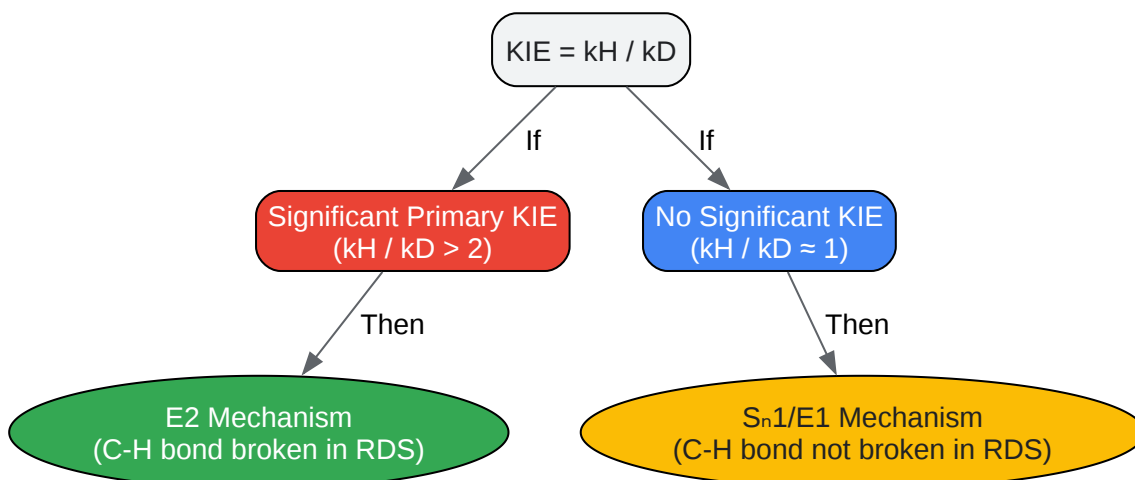 KIE = kH / kD
If
If
Significant Primary KIE
(kH / kD > 2)
No Significant KIE
(kH / kD ≈ 1)
Then
Then
E2 Mechanism
(C-H bond broken in RDS)
Sₙ1/E1 Mechanism
(C-H bond not broken in RDS)